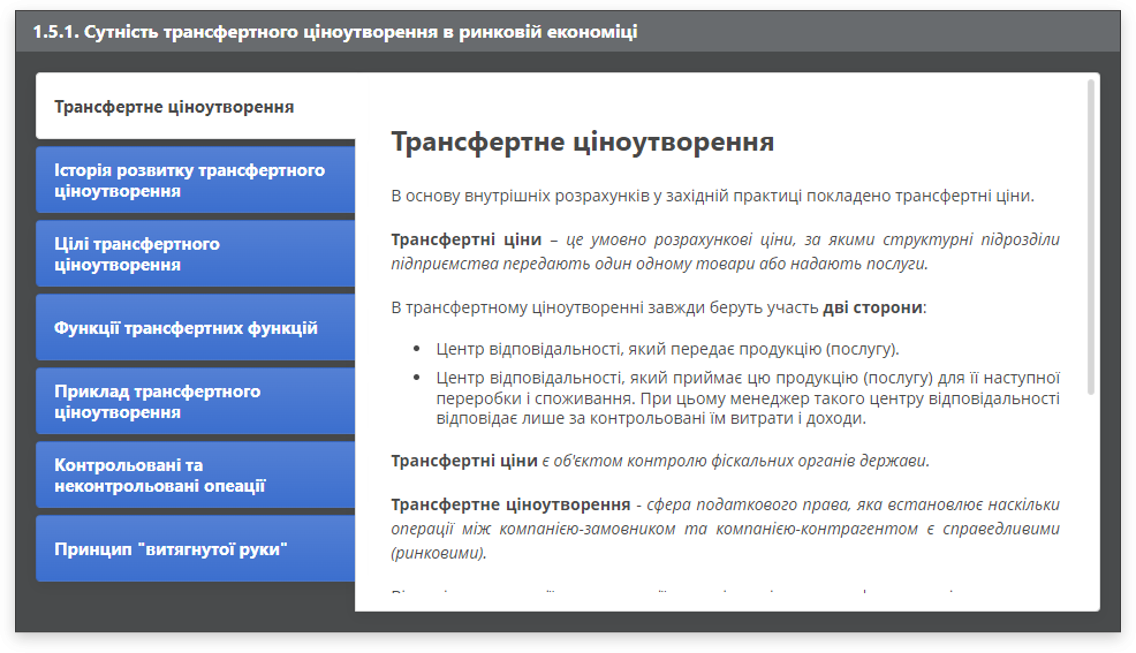 1.5.1. Сутність трансфертного ціноутворення в ринковій економіці
Трансфертне ціноутворення
Історія розвитку трансфертного
ціноутворення
Цілі трансфертного
ціноутворення
Функції трансфертних функцій
Приклад трансфертного
ціноутворення
Контрольовані та
неконтрольовані опеації
Принцип "витягнутої руки"
Трансфертне ціноутворення
В основу внутрішніх розрахунків у західній практиці покладено трансфертні ціни.
Трансфертні ціни – це умовно розрахункові ціни, за якими структурні підрозділи
підприємства передають один одному товари або надають послуги.
В трансфертному ціноутворенні завжди беруть участь дві сторони:
• Центр відповідальності, який передає продукцію (послугу).
• Центр відповідальності, який приймає цю продукцію (послугу) для її наступної
переробки і споживання. При цьому менеджер такого центру відповідальності
відповідає лише за контрольовані їм витрати і доходи.
Трансфертні ціни є об'єктом контролю фіскальних органів держави.
Трансфертне ціноутворення - сфера податкового права, яка встановлює наскільки
операції між компанією-замовником та компанією-контрагентом є справедливими
(ринковими).